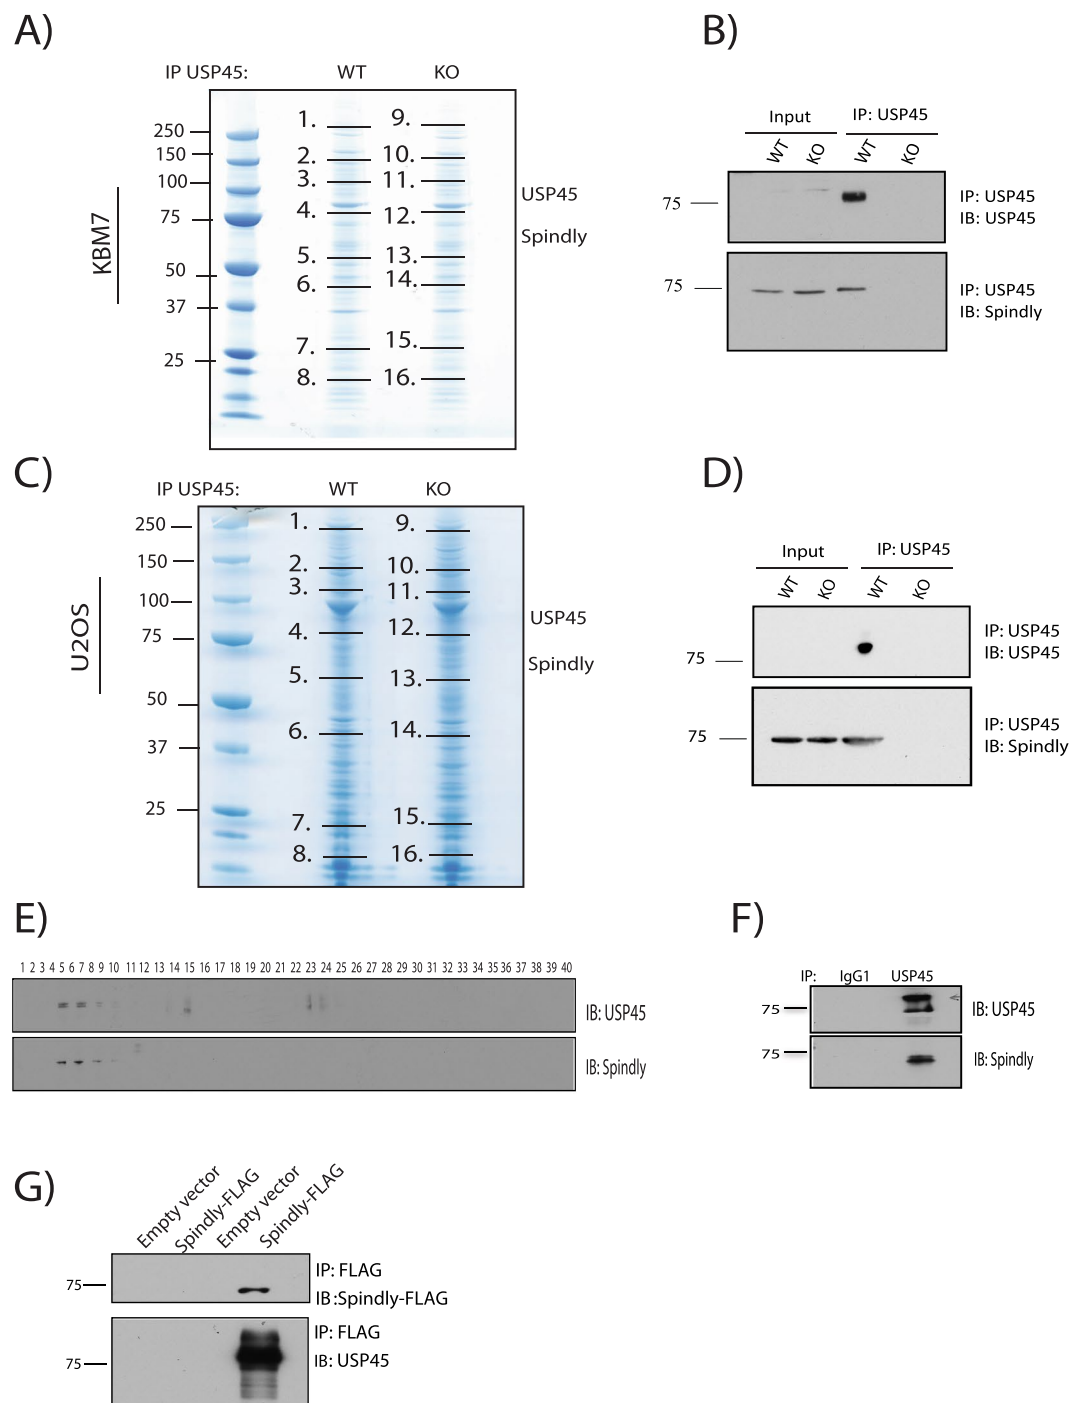 A)
IP USP45:
WT
KO
250
150
100
75
50
37
25
KBM7
1.
2.
3.
4.
5.
6.
7.
8.
9.
10.
11.
12.
13.
14.
15.
16.
USP45
Spindly
B)
Input
IP: USP45
WT
KO
WT
KO
75
IP: USP45
IB: USP45
75
IP: USP45
IB: Spindly
C)
IP USP45:
WT
KO
250
150
100
75
50
37
25
U2OS
1.
2.
3.
4.
5.
6.
7.
8.
9.
10.
11.
12.
13.
14.
15.
16.
USP45
Spindly
D)
Input
IP: USP45
WT
KO
WT
KO
75
IP: USP45
IB: USP45
75
IP: USP45
IB: Spindly
E)
1 2 3 4 5 6 7 8 9 10 11 12 13 14 15 16 17 18 19 20 21 22 23 24 25 26 27 28 29 30 31 32 33 34 35 36 37 38 39 40
IB: USP45
IB: Spindly
F)
IP: IgG1 USP45
75
IB: USP45
75
IB: Spindly
G)
Empty vector
Spindly-FLAG
Empty vector
Spindly-FLAG
75
IP: FLAG
IB:Spindly-FLAG
75
IP: FLAG
IB: USP45